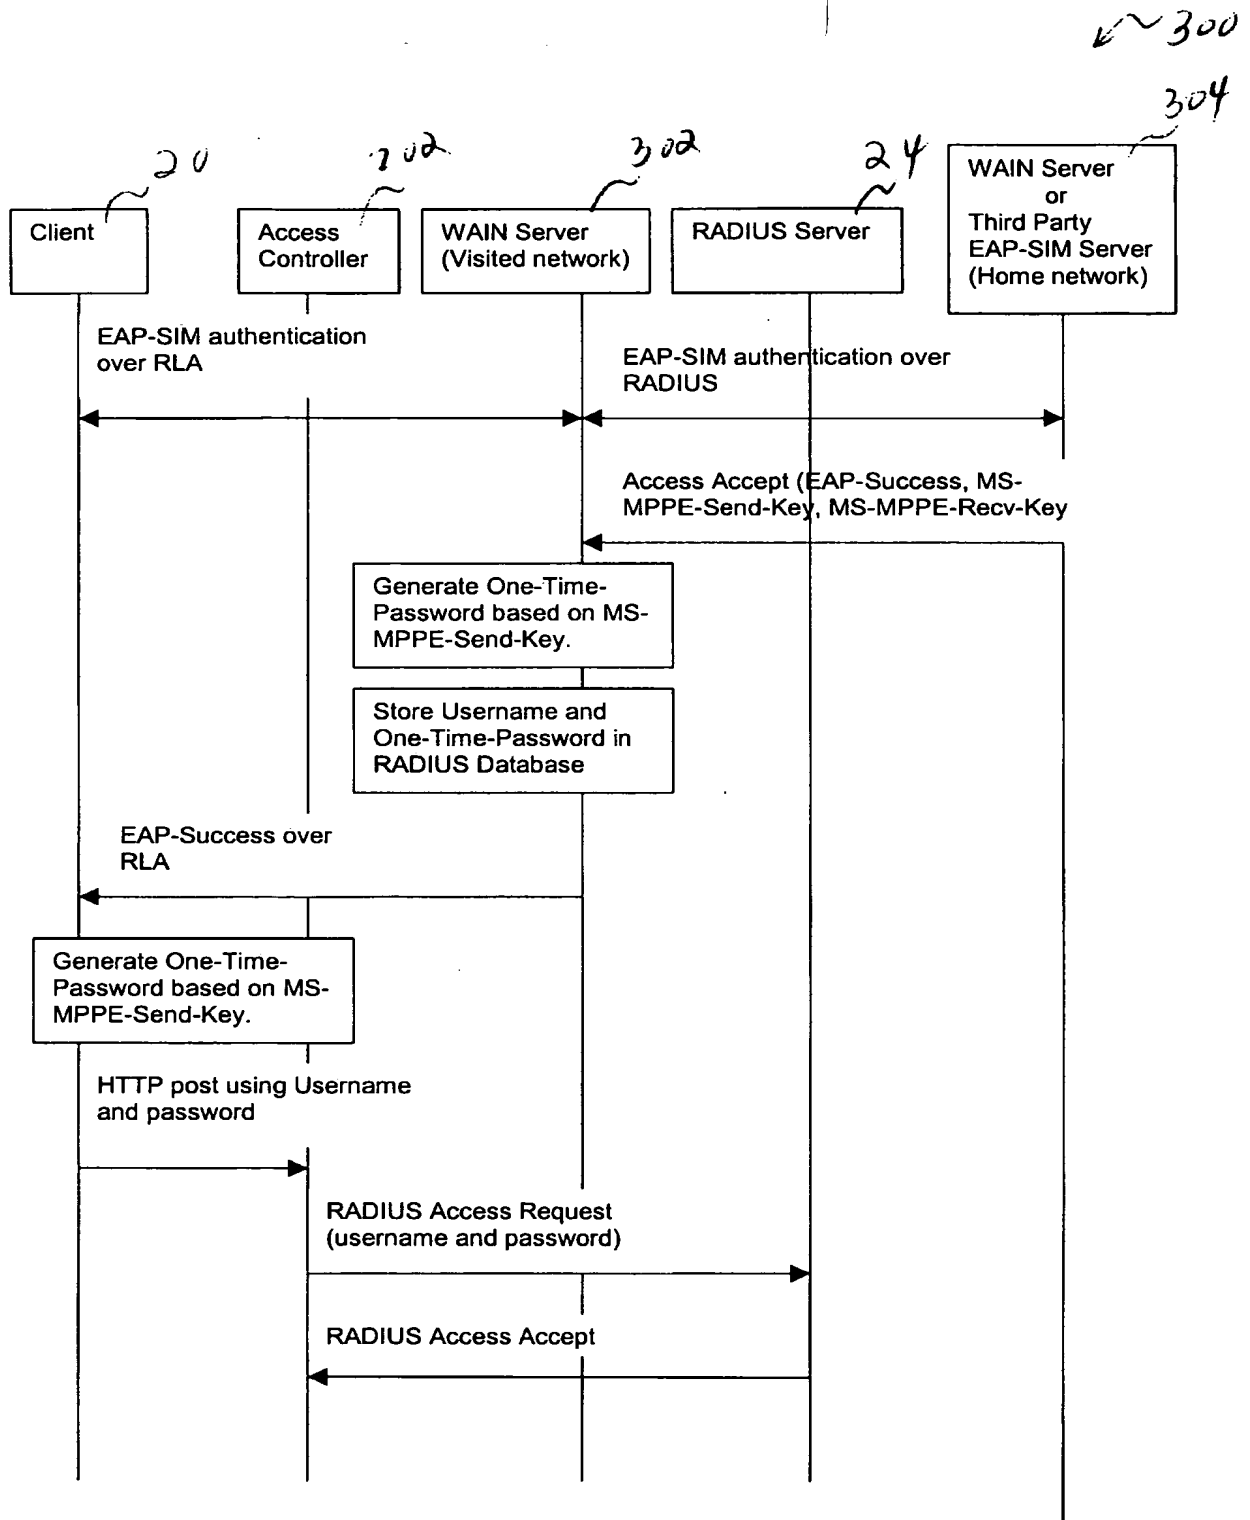 300
304
20
302
24
Client
Access
Controller
WAIN Server
(Visited network)
RADIUS Server
WAIN Server
or
Third Party
EAP-SIM Server
(Home network)
EAP-SIM authentication
over RLA
EAP-SIM authentication over
RADIUS
Access Accept (EAP-Success, MS-
MPPE-Send-Key, MS-MPPE-Recv-Key
Generate One-Time-
Password based on MS-
MPPE-Send-Key.
Store Username and
One-Time-Password in
RADIUS Database
EAP-Success over
RLA
Generate One-Time-
Password based on MS-
MPPE-Send-Key.
HTTP post using Username
and password
RADIUS Access Request
(username and password)
RADIUS Access Accept